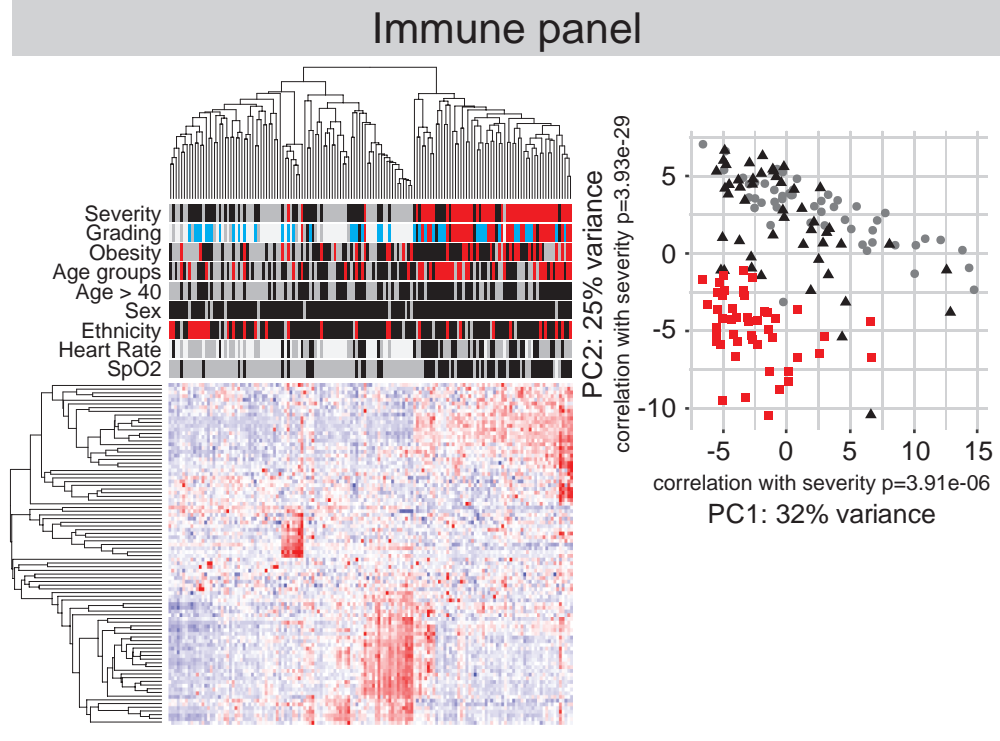 Immune panel
Severity
Grading
Obesity
Age groups
Age > 40
Sex
Ethnicity
Heart Rate
SpO2
PC2: 25% variance
correlation with severity p=3.93e-29
5
0
-5
-10
-5
0
5
10
15
correlation with severity p=3.91e-06
PC1: 32% variance